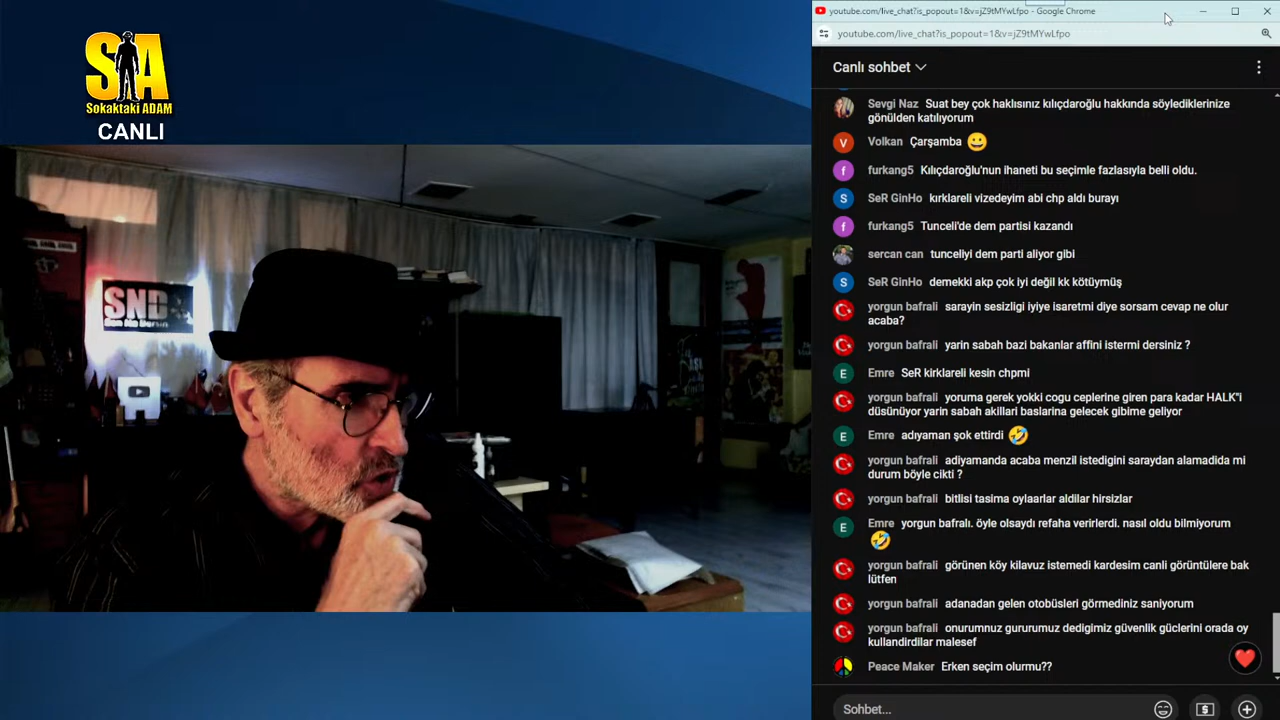 SA
Sokaktaki ADAM
CANLI
SND
Sen Ne Dersin
youtube.com/live_chat?is_popout=1&v=jZ9tMYwLfpo - Google Chrome
youtube.com/live_chat?is_popout=1&v=jZ9tMYwLfpo
Canlı sohbet
Sevgi Naz Suat bey çok haklısınız kılıçdaroğlu hakkında söylediklerinize
gönülden katılıyorum
V Volkan Çarşamba 😀
f furkang5 Kılıçdaroğlu'nun ihaneti bu seçimle fazlasıyla belli oldu.
S SeR GinHo kırklareli vizedeyim abi chp aldı burayı
f furkang5 Tunceli'de dem partisi kazandı
sercan can tunceliyi dem parti aliyor gibi
S SeR GinHo demekki akp çok iyi değil kk kötüymüş
yorgun bafrali sarayin sesizligi iyiye isaretmi diye sorsam cevap ne olur
acaba?
yorgun bafrali yarin sabah bazi bakanlar affini istermi dersiniz ?
E Emre SeR kirklareli kesin chpmi
yorgun bafrali yoruma gerek yokki cogu ceplerine giren para kadar HALK"i
düsünüyor yarin sabah akillari baslarina gelecek gibime geliyor
E Emre adıyaman şok ettirdi 🤣
yorgun bafrali adiyamanda acaba menzil istedigini saraydan alamadida mi
durum böyle cikti ?
yorgun bafrali bitlisi tasima oylaarlar aldilar hirsizlar
E Emre yorgun bafralı. öyle olsaydı refaha verirlerdi. nasıl oldu bilmiyorum
🤣
yorgun bafrali görünen köy kilavuz istemedi kardesim canli görüntülere bak
lütfen
yorgun bafrali adanadan gelen otobüsleri görmediniz saniyorum
yorgun bafrali onurumnuz gururumuz dedigimiz güvenlik güclerini orada oy
kullandirdilar malesef
Peace Maker Erken seçim olurmu??
Sohbet...